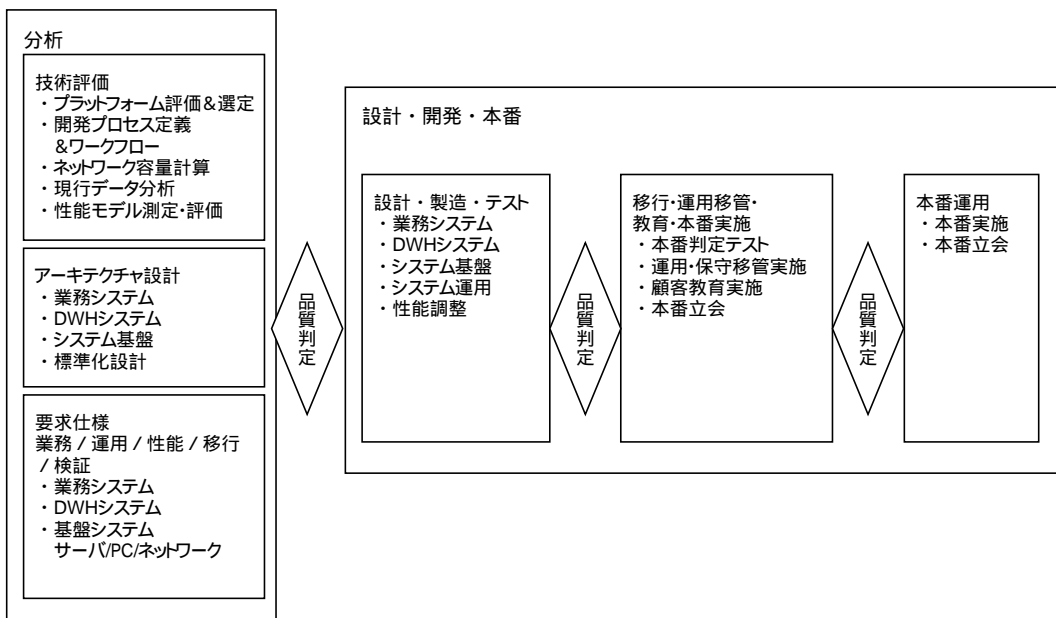 分析
技術評価
・プラットフォーム評価&選定
・開発プロセス定義
&ワークフロー
・ネットワーク容量計算
・現行データ分析
・性能モデル測定・評価
アーキテクチャ設計
・業務システム
・DWHシステム
・システム基盤
・標準化設計
要求仕様
業務/運用/性能/移行
/検証
・業務システム
・DWHシステム
・基盤システム
サーバ/PC/ネットワーク
品質判定
設計・開発・本番
設計・製造・テスト
・業務システム
・DWHシステム
・システム基盤
・システム運用
・性能調整
品質判定
移行・運用移管・
教育・本番実施
・本番判定テスト
・運用・保守移管実施
・顧客教育実施
・本番立会
品質判定
本番運用
・本番実施
・本番立会